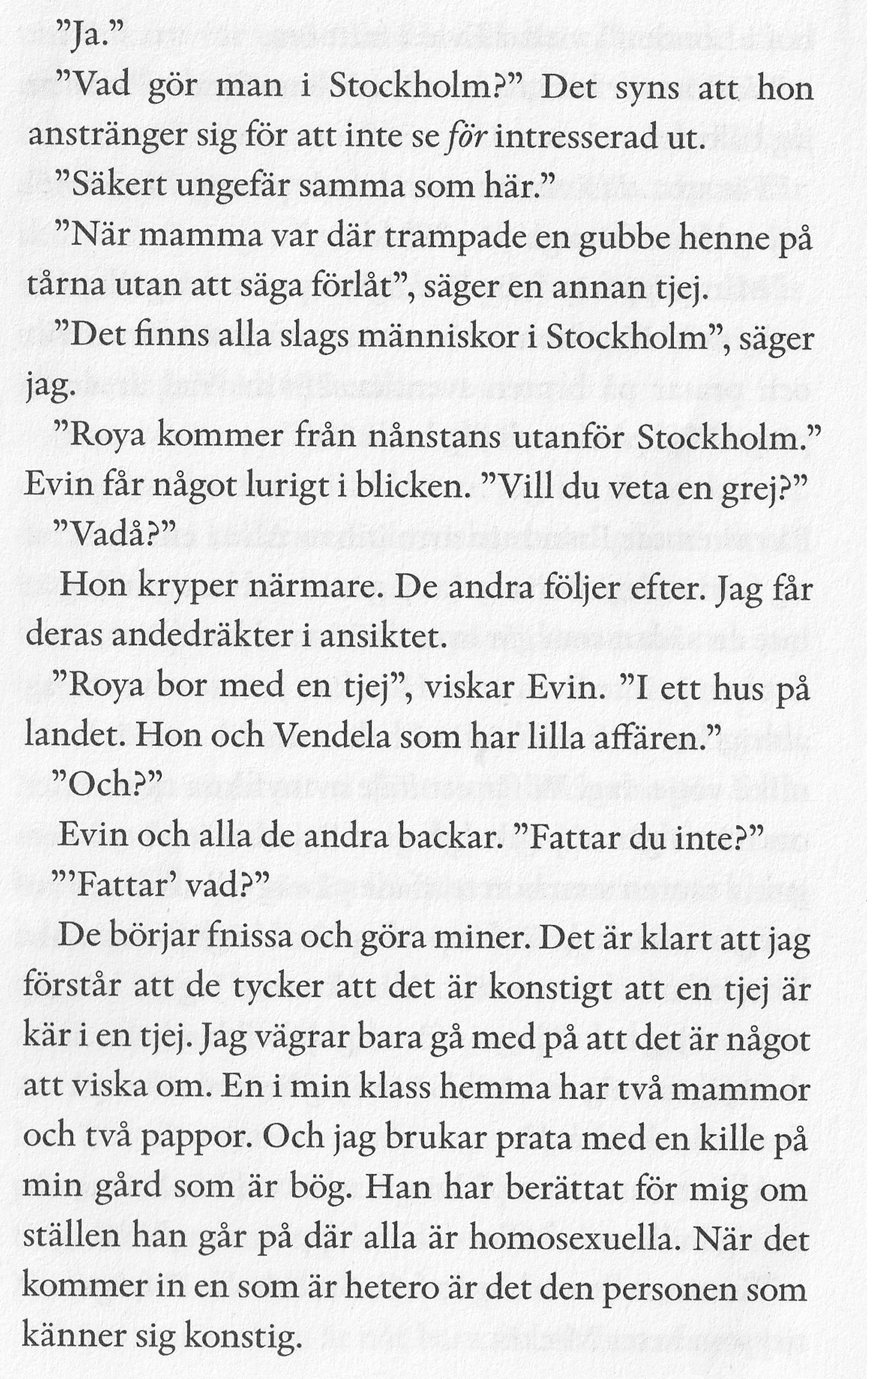 ”Ja.”
”Vad gör man i Stockholm?” Det syns att hon
anstränger sig för att inte se för intresserad ut.
”Säkert ungefär samma som här.”
”När mamma var där trampade en gubbe henne på
tårna utan att säga förlåt”, säger en annan tjej.
”Det finns alla slags människor i Stockholm”, säger
jag.
”Roya kommer från nånstans utanför Stockholm.”
Evin får något lurigt i blicken. ”Vill du veta en grej?”
”Vadå?”
Hon kryper närmare. De andra följer efter. Jag får
deras andedräkter i ansiktet.
”Roya bor med en tjej”, viskar Evin. ”I ett hus på
landet. Hon och Vendela som har lilla affären.”
”Och?”
Evin och alla de andra backar. ”Fattar du inte?”
”’Fattar’ vad?”
De börjar fnissa och göra miner. Det är klart att jag
förstår att de tycker att det är konstigt att en tjej är
kär i en tjej. Jag vägrar bara gå med på att det är något
att viska om. En i min klass hemma har två mammor
och två pappor. Och jag brukar prata med en kille på
min gård som är bög. Han har berättat för mig om
ställen han går på där alla är homosexuella. När det
kommer in en som är hetero är det den personen som
känner sig konstig.